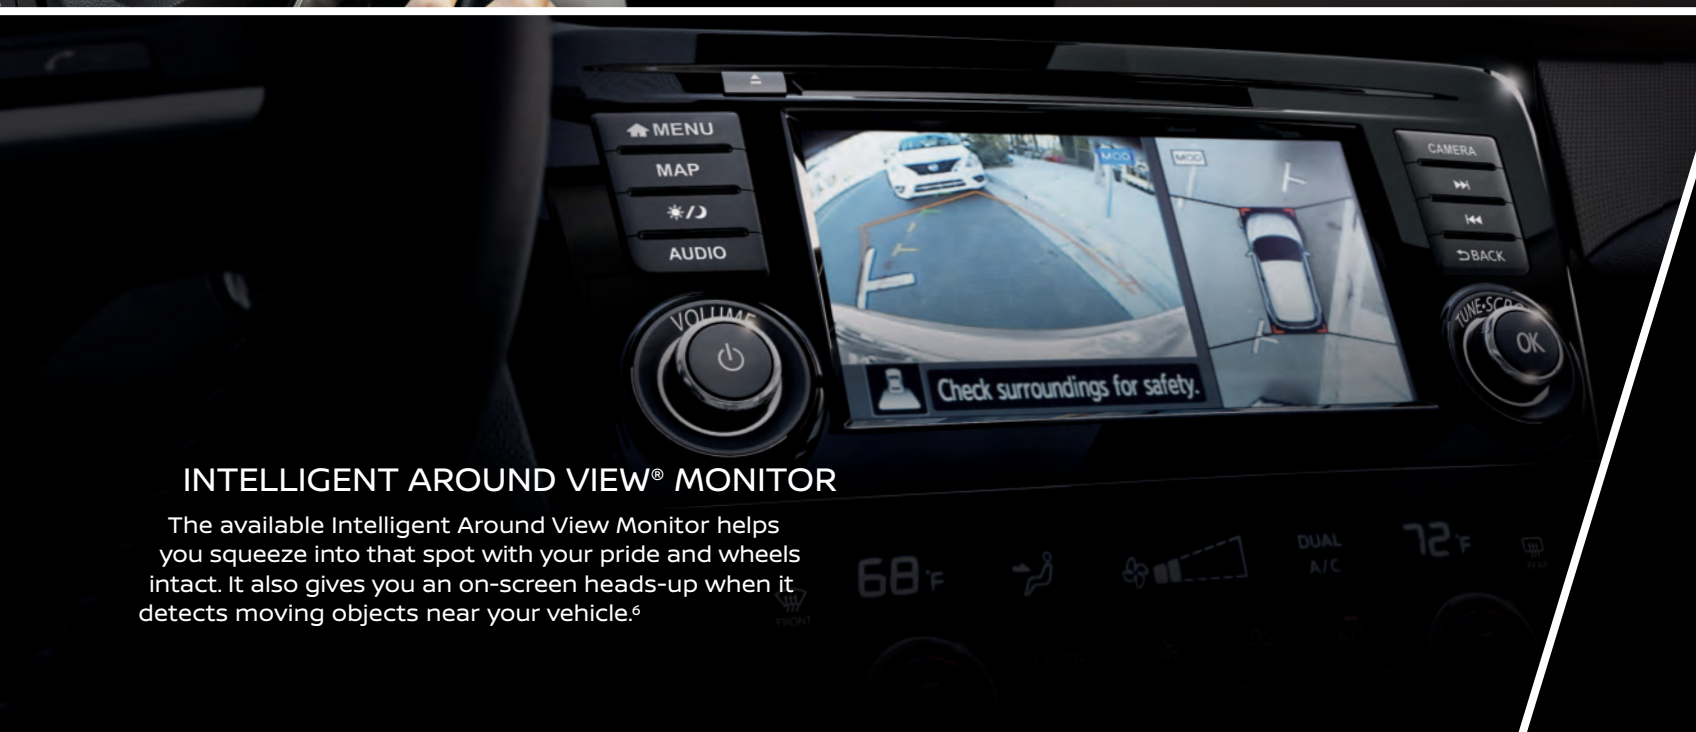 MENU
MAP
AUDIO
VOLUME
MOD
MOD
Check surroundings for safety.
CAMERA
BACK
OK
INTELLIGENT AROUND VIEW® MONITOR
The available Intelligent Around View Monitor helps
you squeeze into that spot with your pride and wheels
intact. It also gives you an on-screen heads-up when it
detects moving objects near your vehicle.6
68°F
DUAL
A/C
72°F
FRONT